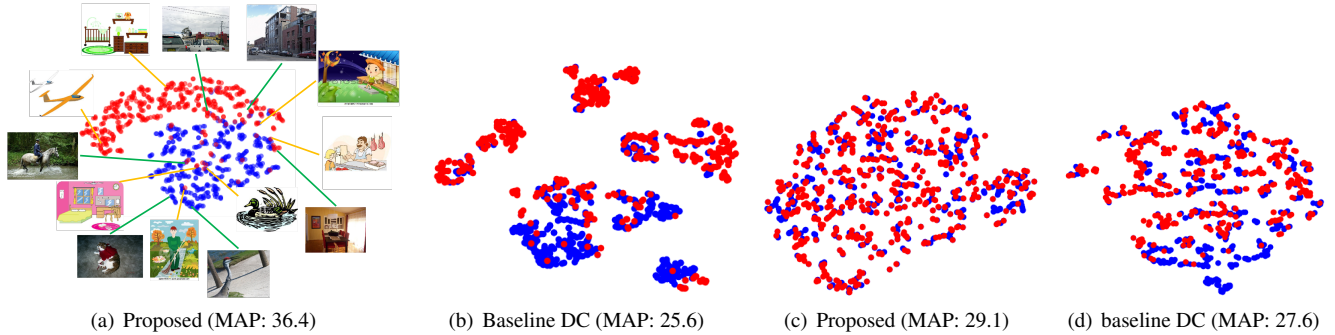 (a) Proposed (MAP: 36.4)
(b) Baseline DC (MAP: 25.6)
(c) Proposed (MAP: 29.1)
(d) baseline DC (MAP: 27.6)